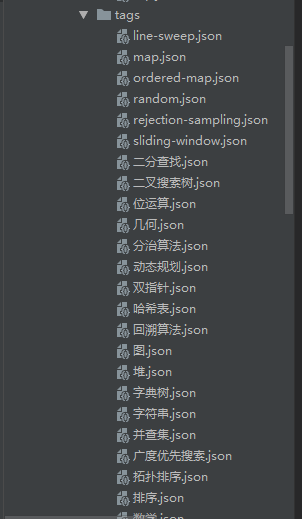 tags
line-sweep.json
map.json
ordered-map.json
random.json
rejection-sampling.json
sliding-window.json
二分查找.json
二叉搜索树.json
位运算.json
几何.json
分治算法.json
动态规划.json
双指针.json
哈希表.json
回溯算法.json
图.json
堆.json
字典树.json
字符串.json
并查集.json
广度优先搜索.json
拓扑排序.json
排序.json
数学.json